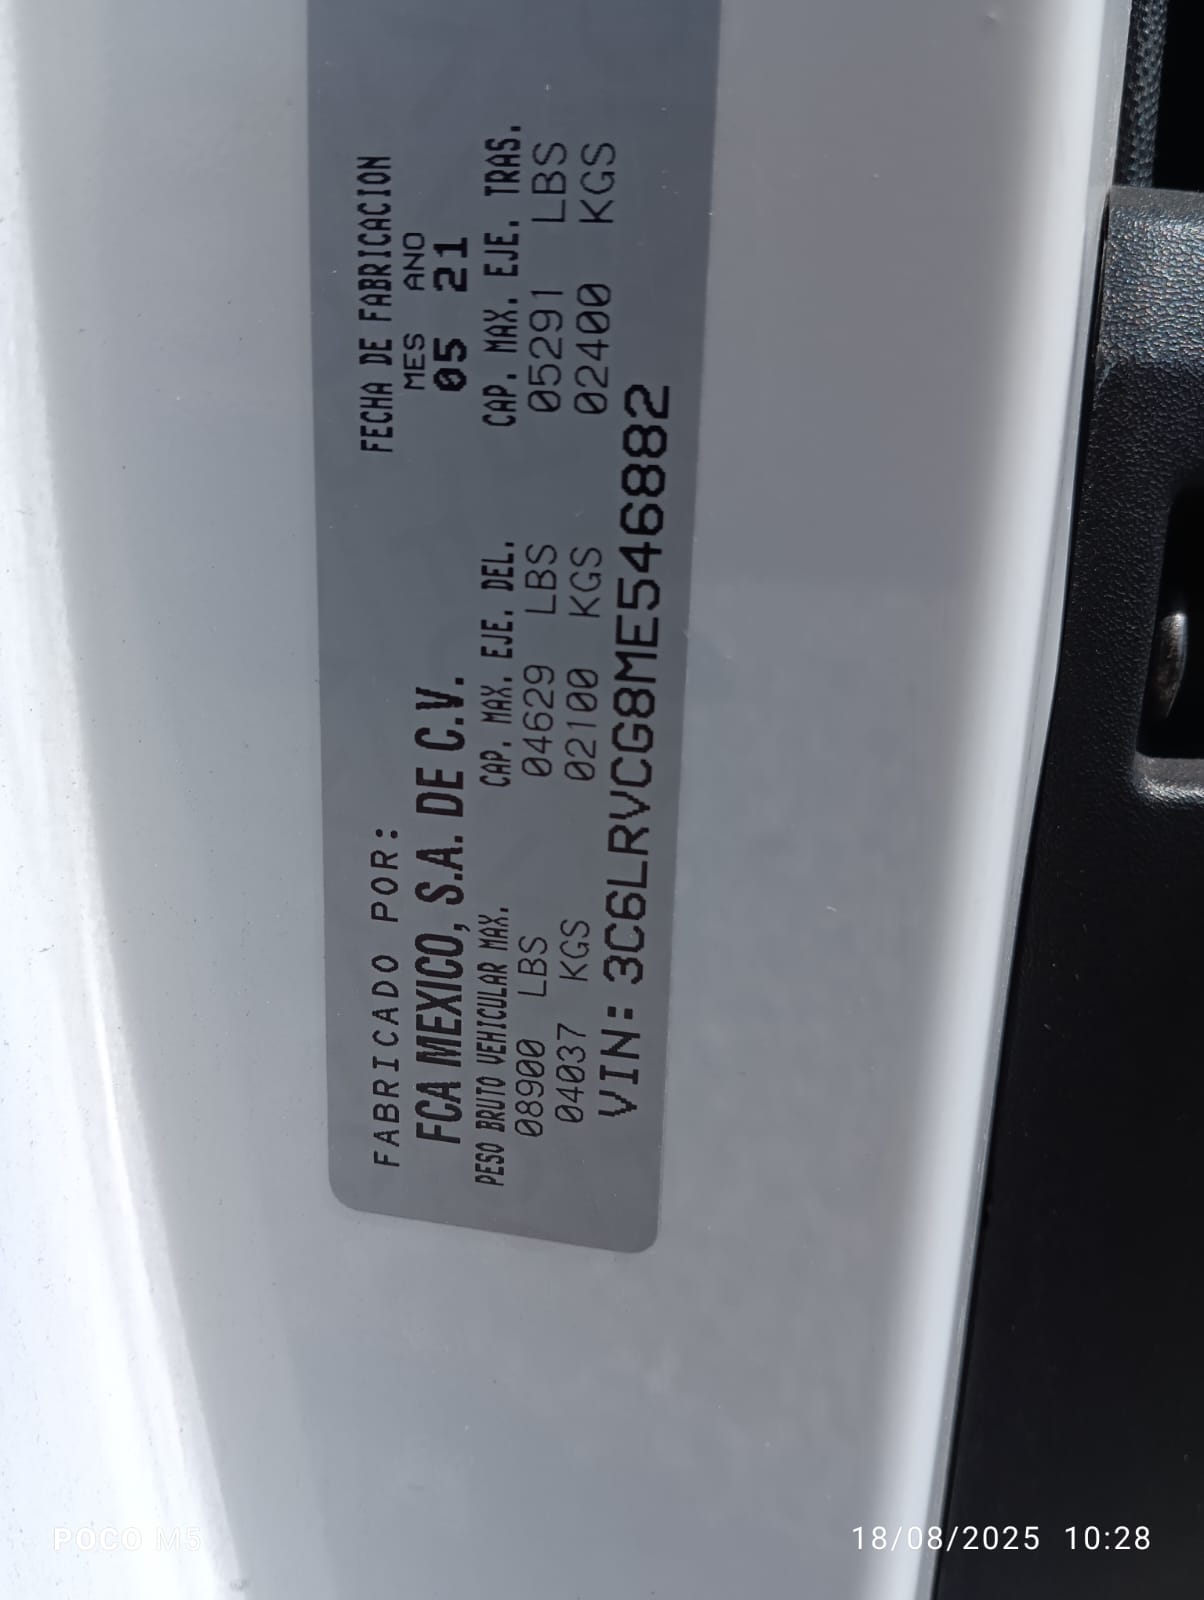 FABRICADO POR:
FECHA DE FABRICACION
MES ANO
05 21
FCA MEXICO, S.A. DE C.V.
PESO BRUTO VEHICULAR MAX.
08900 LBS
04037 KGS
CAP. MAX. EJE. DEL.
04629 LBS
02100 KGS
CAP. MAX. EJE. TRAS.
05291 LBS
02400 KGS
VIN: 3C6LRVCG8ME546882
POCO M5
18/08/2025 10:28